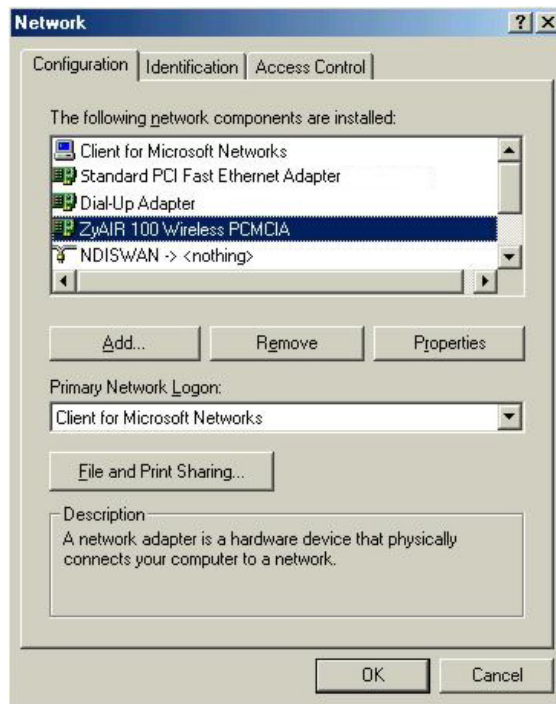 Network
Configuration Identification Access Control
The following network components are installed:
Client for Microsoft Networks
Standard PCI Fast Ethernet Adapter
Dial-Up Adapter
ZyAIR 100 Wireless PCMCIA
NDISWAN -> <nothing>
Add... Remove Properties
Primary Network Logon:
Client for Microsoft Networks
File and Print Sharing...
Description
A network adapter is a hardware device that physically
connects your computer to a network.
OK Cancel